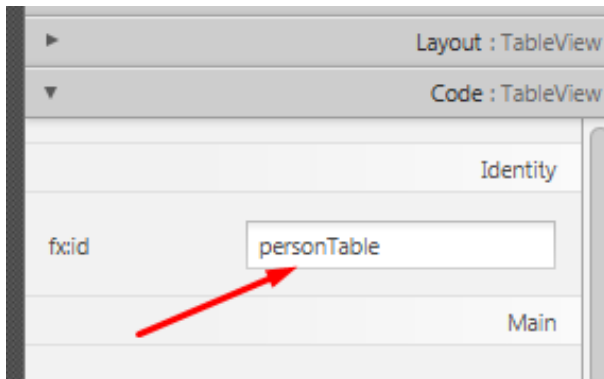 Layout : TableView
Code : TableView
Identity
fx:id personTable
Main